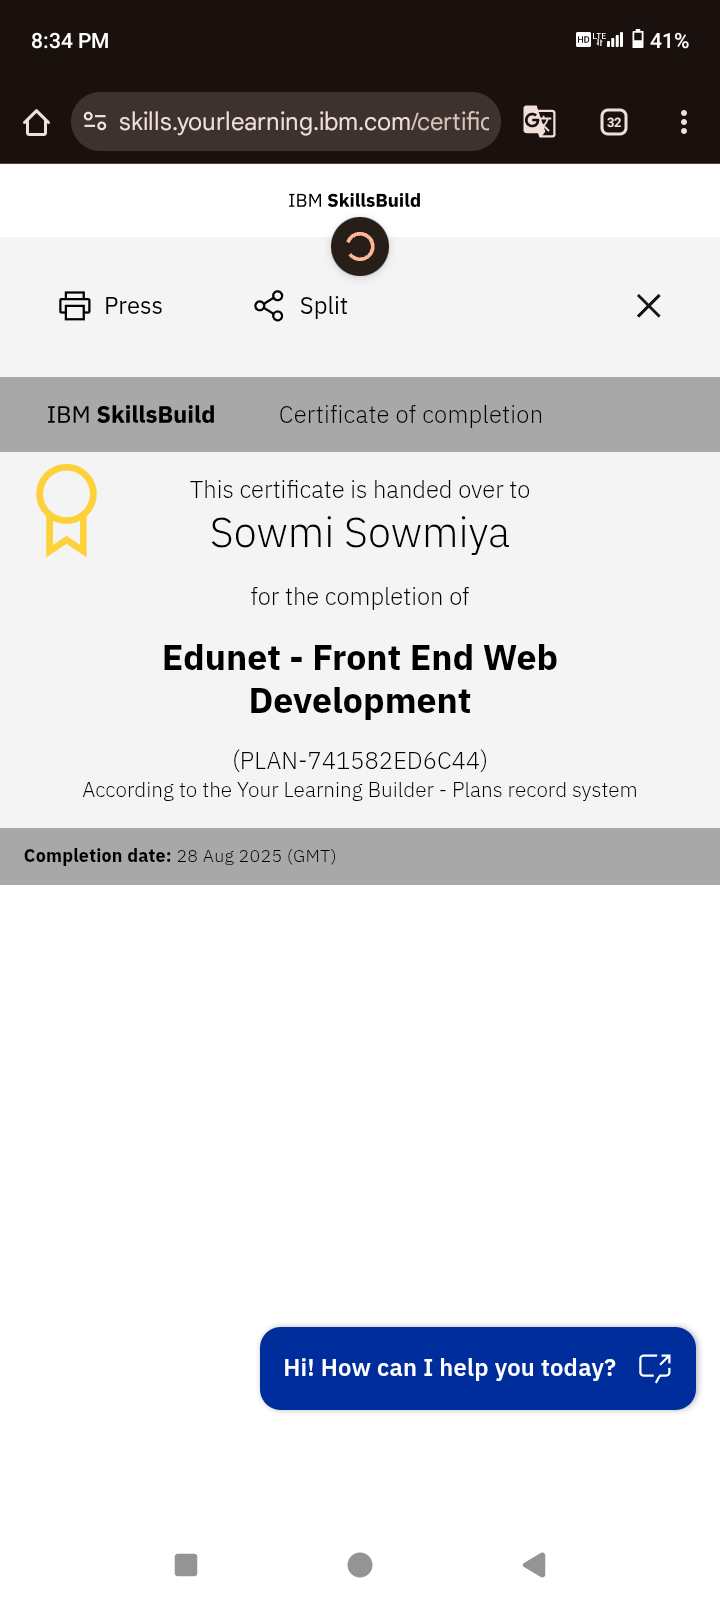 8:34 PM
HD LTE 41%
skills.yourlearning.ibm.com/certific
32
IBM SkillsBuild
Press
Split
IBM SkillsBuild Certificate of completion
This certificate is handed over to
Sowmi Sowmiya
for the completion of
Edunet - Front End Web
Development
(PLAN-741582ED6C44)
According to the Your Learning Builder - Plans record system
Completion date: 28 Aug 2025 (GMT)
Hi! How can I help you today?